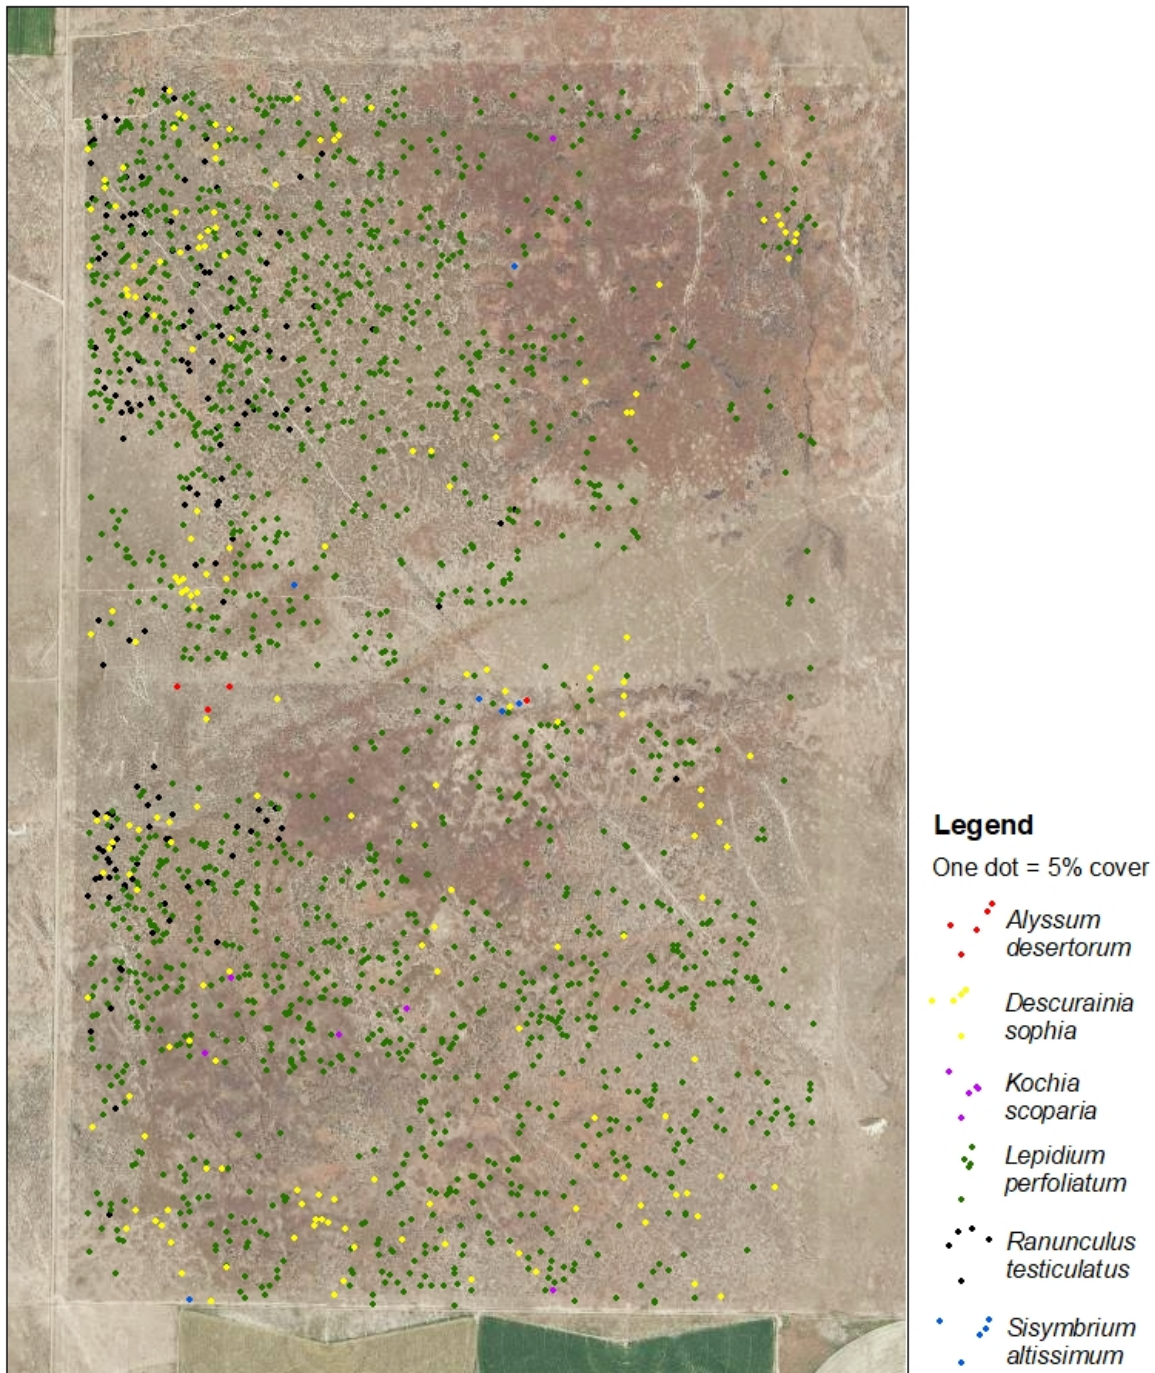 Legend
One dot = 5% cover
Alyssum
desertorum
Descurainia
sophia
Kochia
scoparia
Lepidium
perfoliatum
Ranunculus
testiculatus
Sisymbrium
altissimum